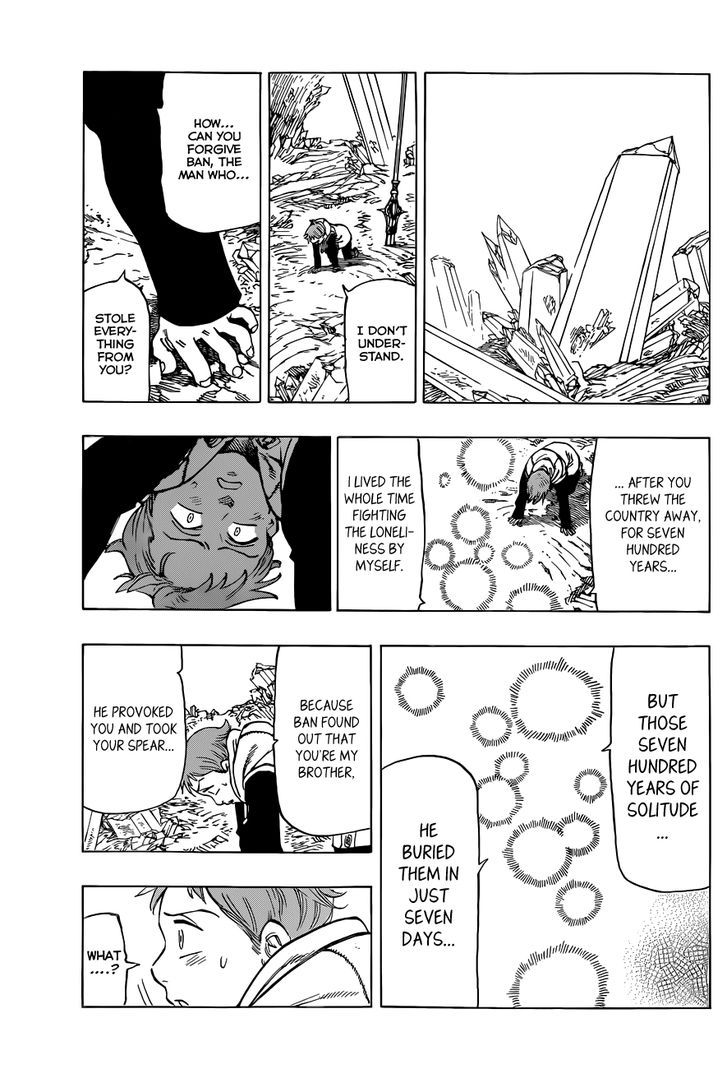 I DON'T
UNDER-
STAND.
HOW...
CAN YOU
FORGIVE
BAN, THE
MAN WHO...
STOLE
EVERY-
THING
FROM
YOU?
... AFTER YOU
THREW THE
COUNTRY AWAY,
FOR SEVEN
HUNDRED
YEARS...
I LIVED THE
WHOLE TIME
FIGHTING
THE LONELI-
NESS BY
MYSELF.
BUT
THOSE
SEVEN
HUNDRED
YEARS OF
SOLITUDE
...
HE
BURIED
THEM IN
JUST
SEVEN
DAYS...
BECAUSE
BAN FOUND
OUT THAT
YOU'RE MY
BROTHER,
HE PROVOKED
YOU AND TOOK
YOUR SPEAR...
WHAT
.....?